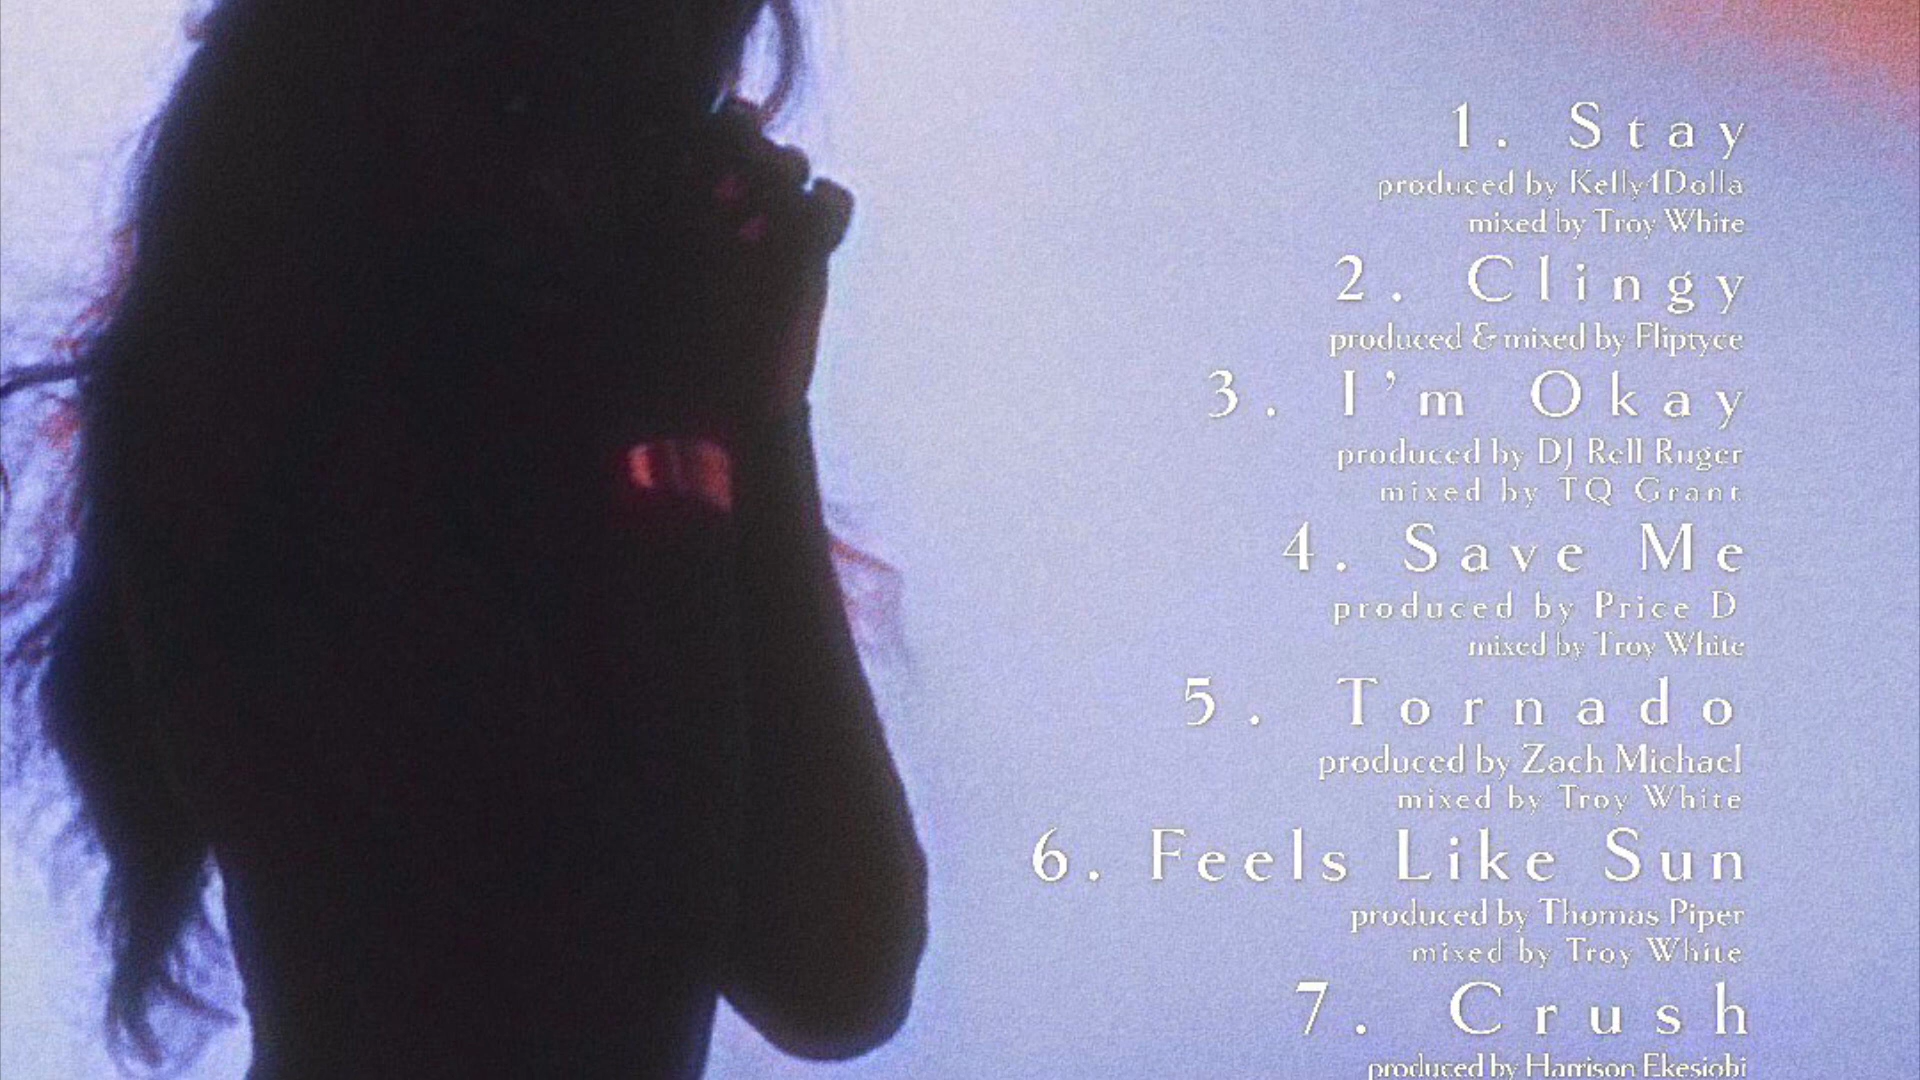 1. Stay
produced by Kelly4Dolla
mixed by Troy White
2. Clingy
produced & mixed by Fliptyce
3. I'm Okay
produced by DJ Rell Ruger
mixed by TQ Grant
4. Save Me
produced by Price D
mixed by Troy White
5. Tornado
produced by Zach Michael
mixed by Troy White
6. Feels Like Sun
produced by Thomas Piper
mixed by Troy White
7. Crush
produced by Harrison Ekesiobi